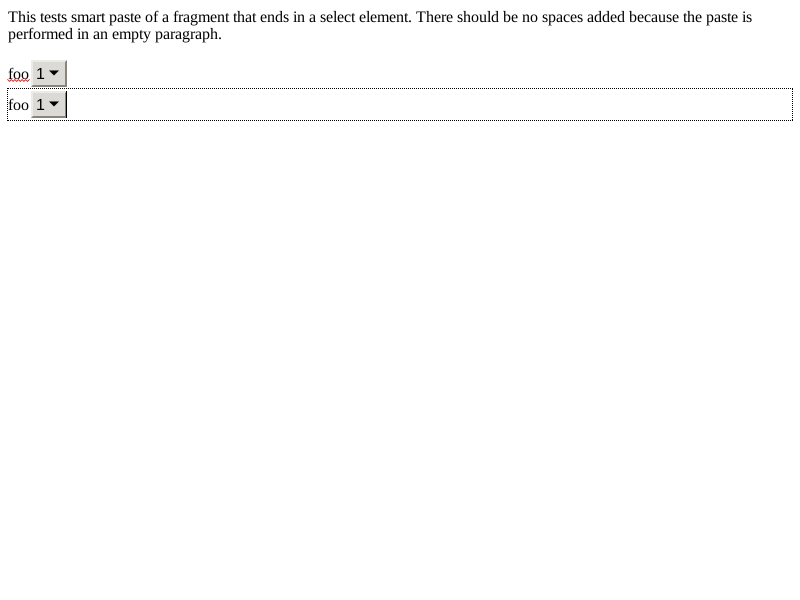 This tests smart paste of a fragment that ends in a select element. There should be no spaces added because the paste is
performed in an empty paragraph.
foo 1
foo 1